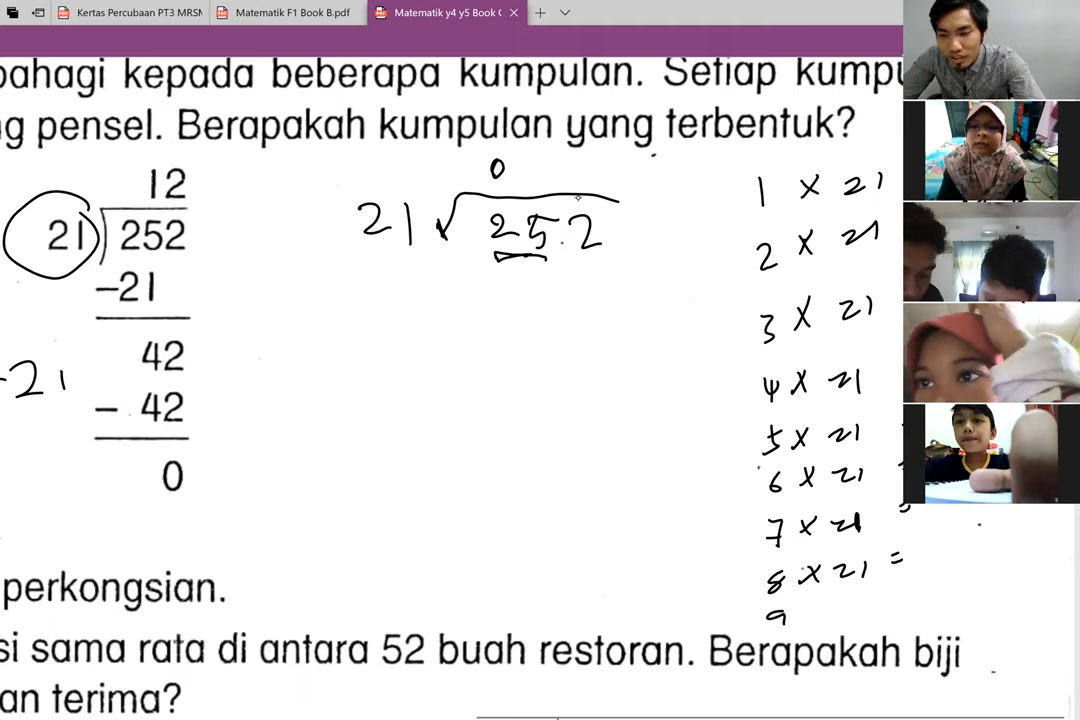 Kertas Percubaan PT3 MRSM
Matematik F1 Book B.pdf
Matematik y4 y5 Book
bahagi kepada beberapa kumpulan. Setiap kumpu
g pensel. Berapakah kumpulan yang terbentuk?
12
21 252
-21
42
- 42
0
-21
0
21 252
1 × 21
2 × 21
3 × 21
4 × 21
5 × 21
6 × 21
7 × 21
8 × 21 =
9
perkongsian.
si sama rata di antara 52 buah restoran. Berapakah biji
an terima?